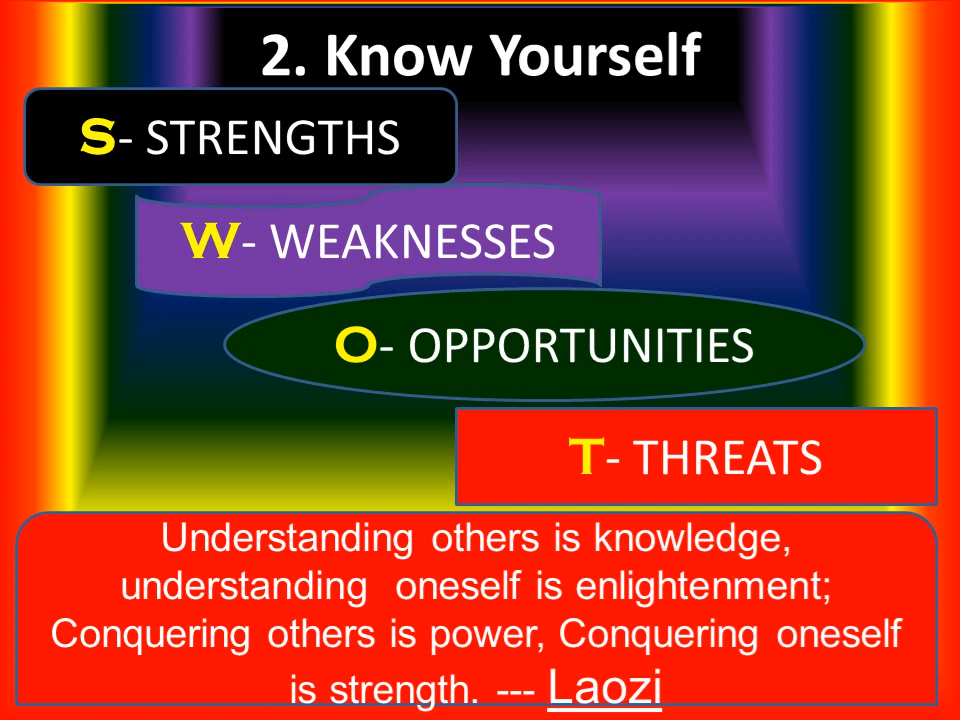 2. Know Yourself
S- STRENGTHS
W- WEAKNESSES
O- OPPORTUNITIES
T- THREATS
Understanding others is knowledge,
understanding  oneself is enlightenment;
Conquering others is power, Conquering oneself
is strength. --- Laozi